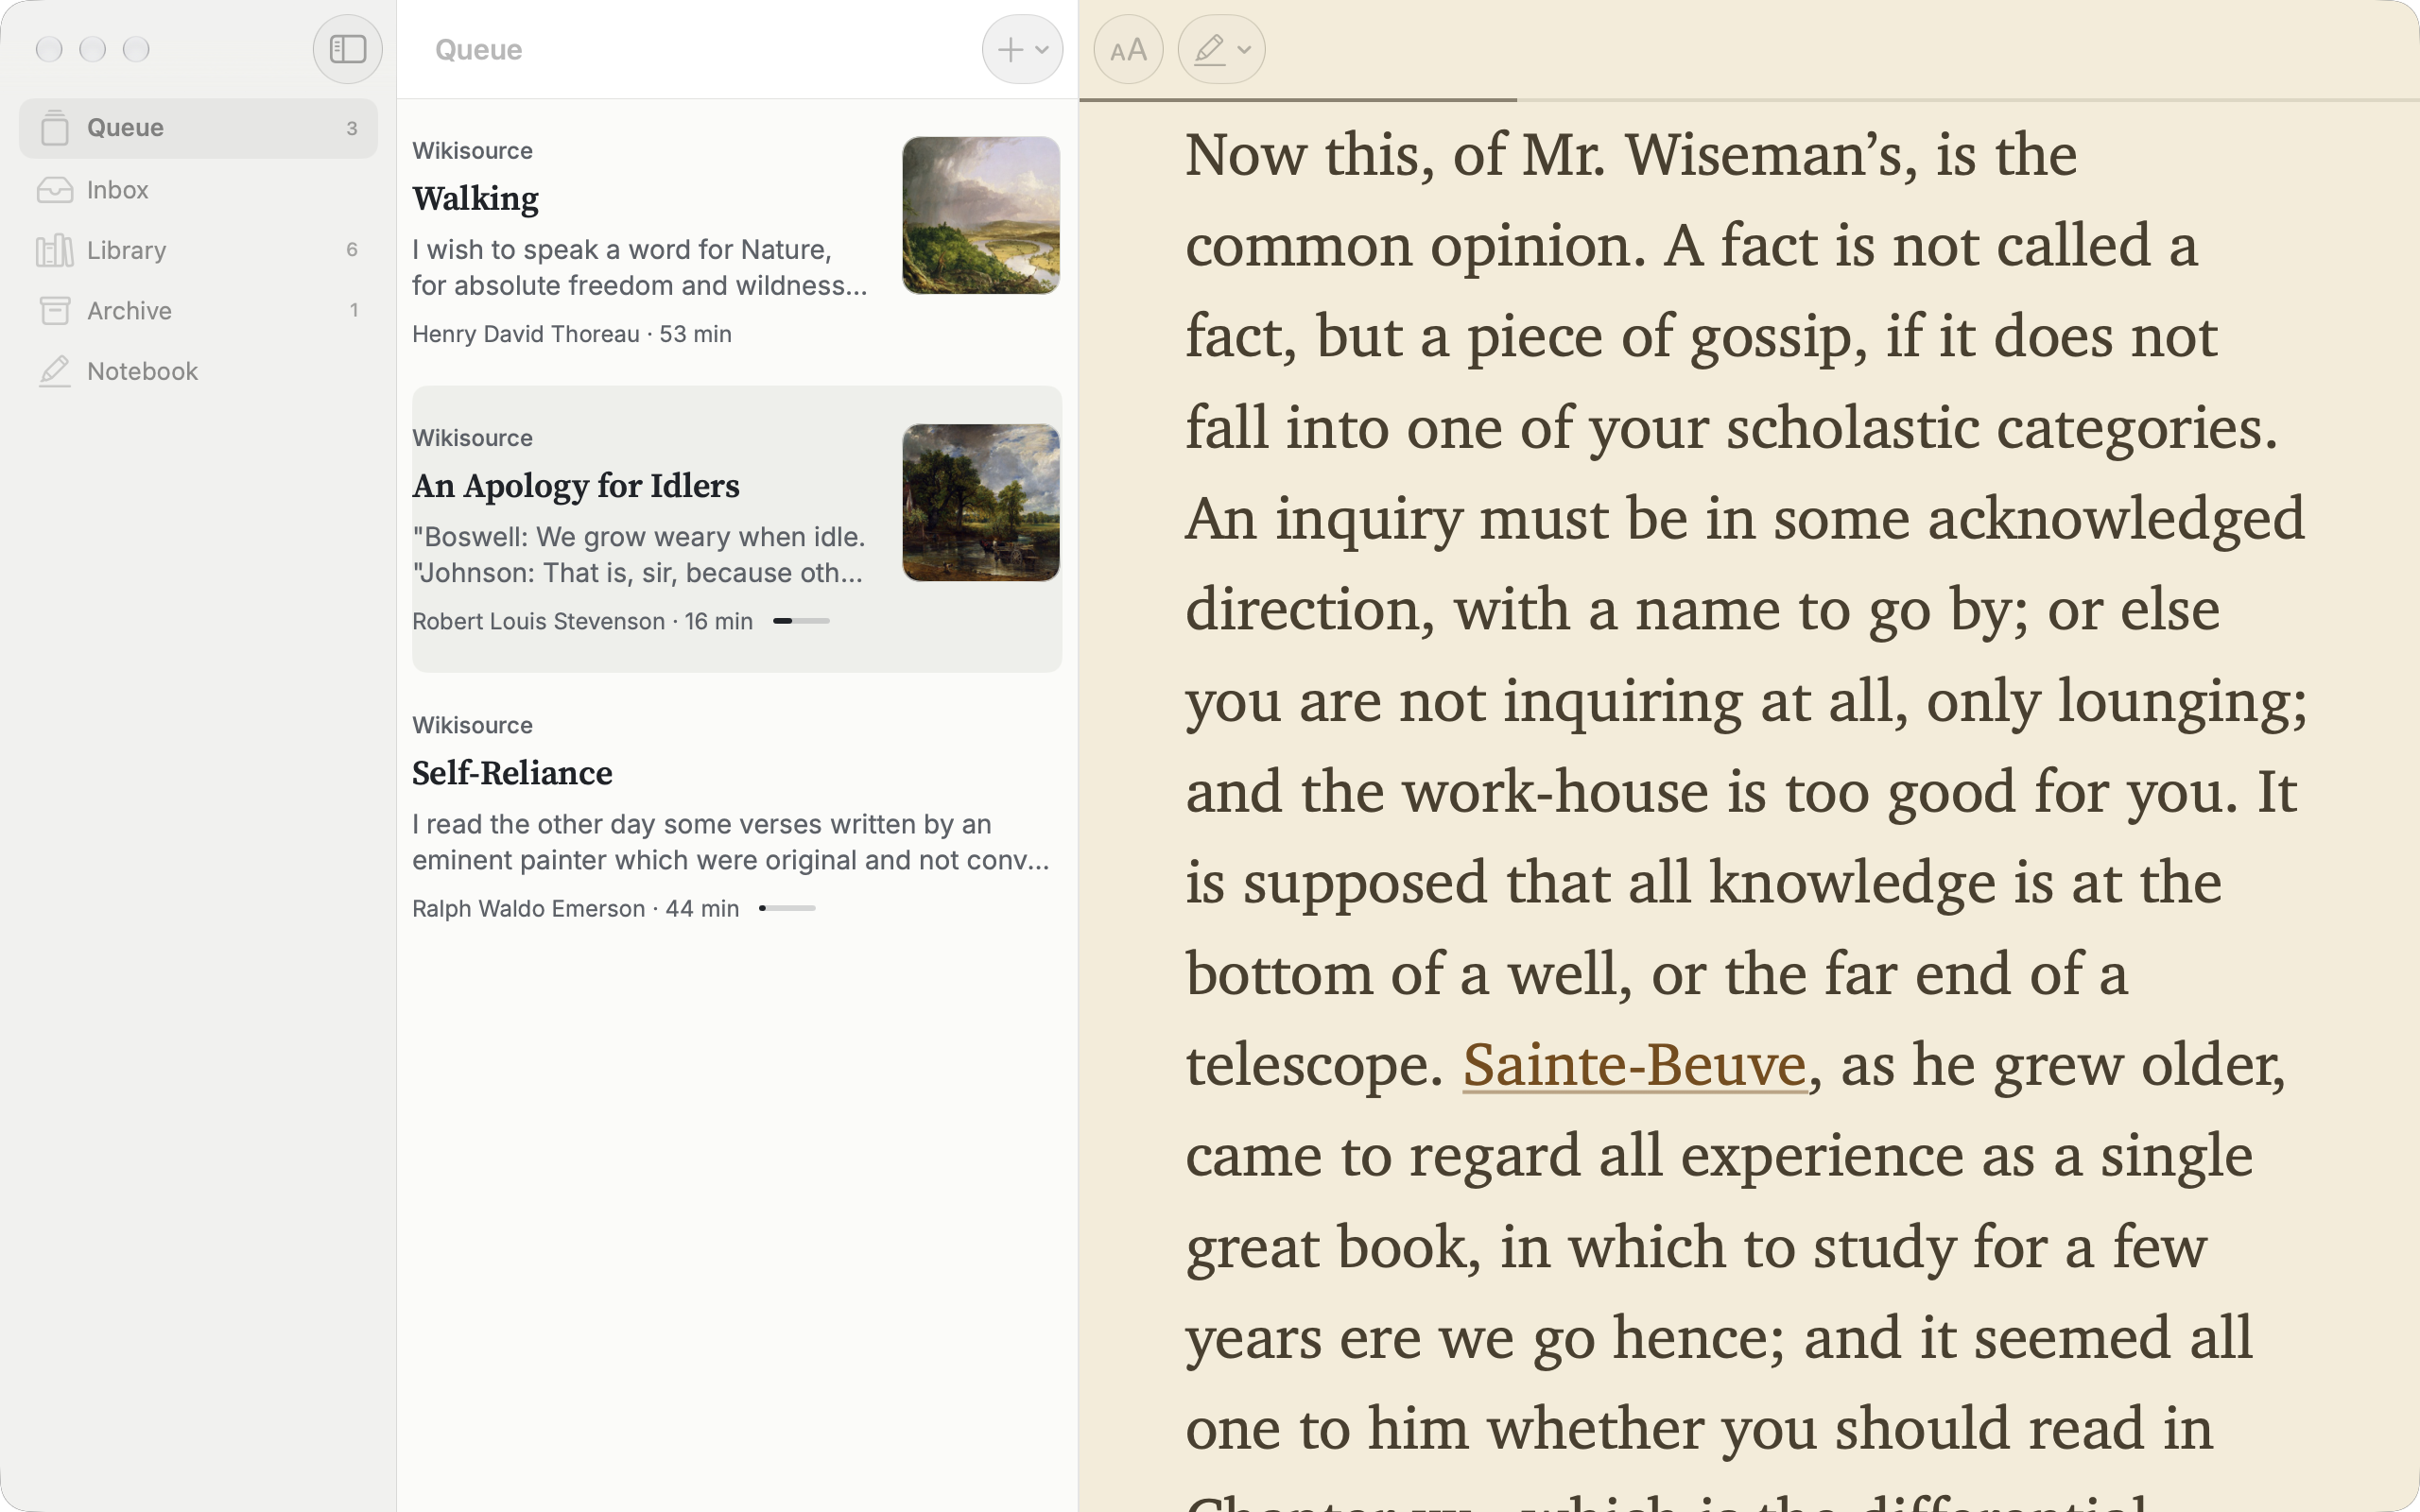 Queue 3
Inbox
Library 6
Archive 1
Notebook
Queue
Wikisource
Walking
I wish to speak a word for Nature,
for absolute freedom and wildness...
Henry David Thoreau · 53 min
Wikisource
An Apology for Idlers
"Boswell: We grow weary when idle.
"Johnson: That is, sir, because oth...
Robert Louis Stevenson · 16 min
Wikisource
Self-Reliance
I read the other day some verses written by an
eminent painter which were original and not conv...
Ralph Waldo Emerson · 44 min
AA
Now this, of Mr. Wiseman’s, is the
common opinion. A fact is not called a
fact, but a piece of gossip, if it does not
fall into one of your scholastic categories.
An inquiry must be in some acknowledged
direction, with a name to go by; or else
you are not inquiring at all, only lounging;
and the work-house is too good for you. It
is supposed that all knowledge is at the
bottom of a well, or the far end of a
telescope. Sainte-Beuve, as he grew older,
came to regard all experience as a single
great book, in which to study for a few
years ere we go hence; and it seemed all
one to him whether you should read in
Chapter xx., which is the differential